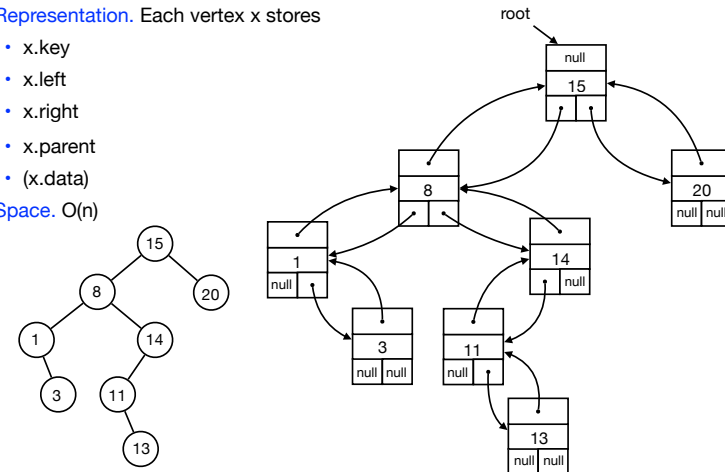 Representation. Each vertex x stores
• x.key
• x.left
• x.right
• x.parent
• (x.data)
Space. O(n)
15
8
20
1
14
3
11
13
root
null
15
8
20
null null
1
null
14
null
3
null null
11
null
13
null null